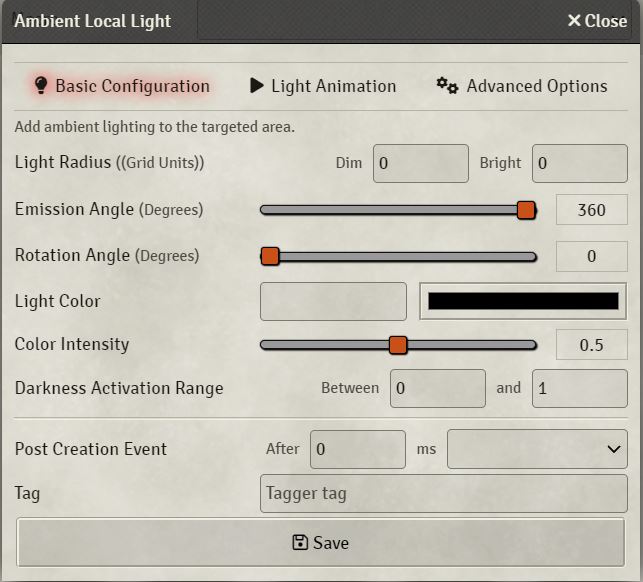 Ambient Local Light
Close
Basic Configuration Light Animation Advanced Options
Add ambient lighting to the targeted area.
Light Radius ((Grid Units)) Dim 0 Bright 0
Emission Angle (Degrees) 360
Rotation Angle (Degrees) 0
Light Color
Color Intensity 0.5
Darkness Activation Range Between 0 and 1
Post Creation Event After 0 ms
Tag Tagger tag
Save